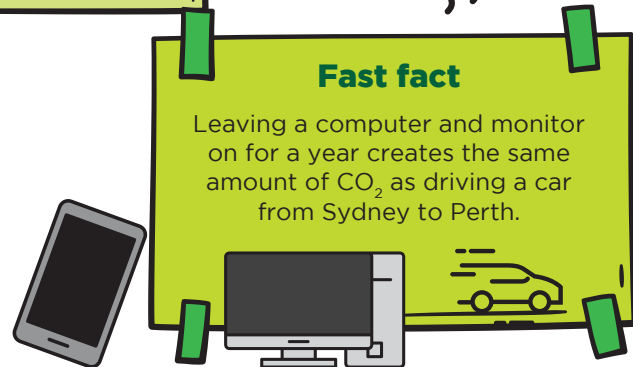 Fast fact
Leaving a computer and monitor
on for a year creates the same
amount of CO₂ as driving a car
from Sydney to Perth.